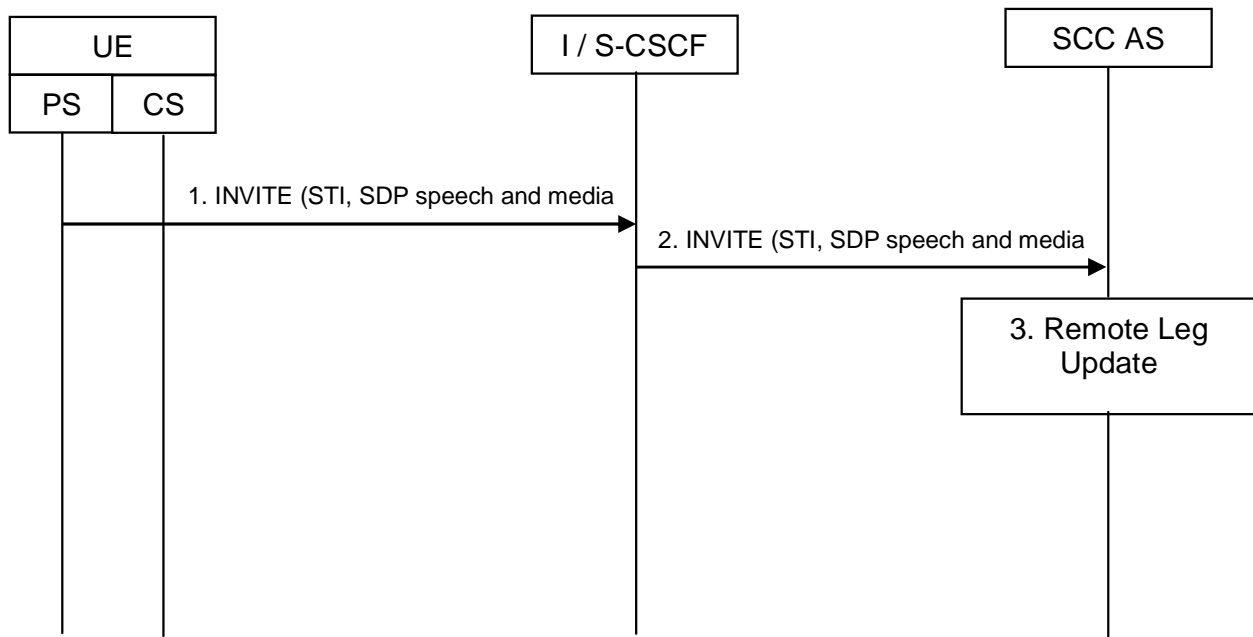 UE
I / S-CSCF
SCC AS
PS
CS
1. INVITE (STI, SDP speech and media
2. INVITE (STI, SDP speech and media
3. Remote Leg
Update